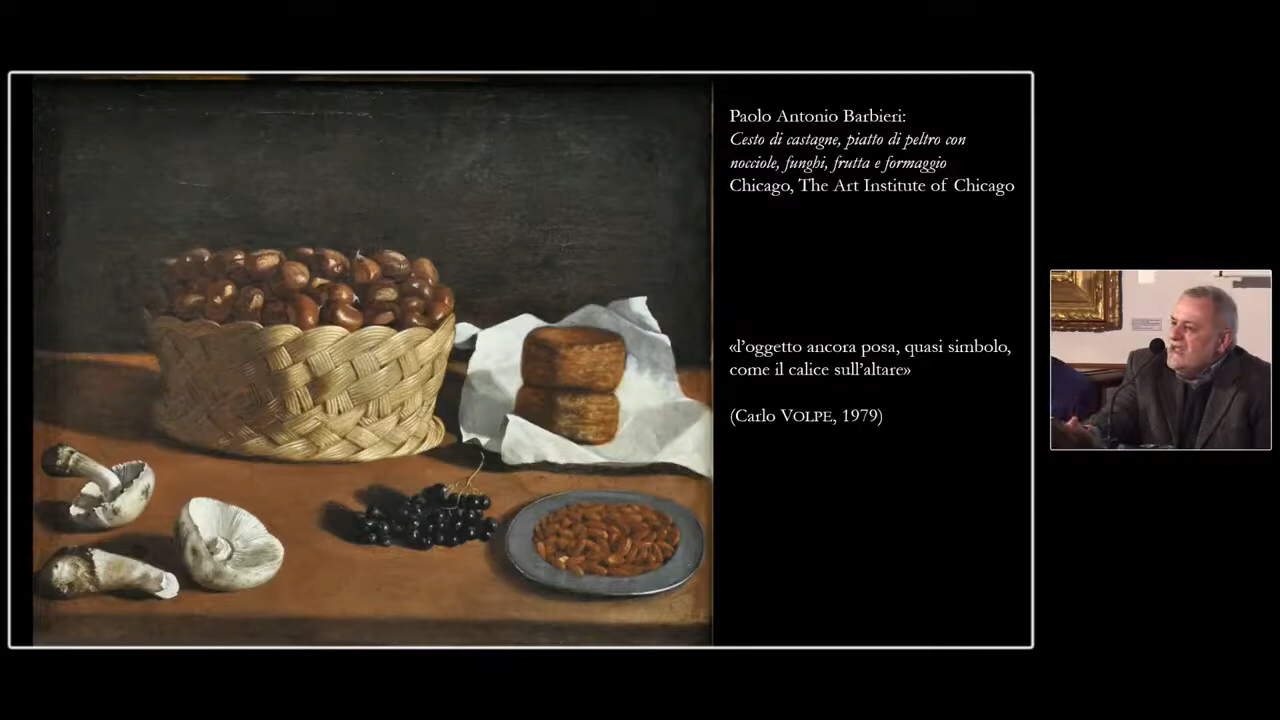 Paolo Antonio Barbieri:
Cesto di castagne, piatto di peltro con
nocciole, funghi, frutta e formaggio
Chicago, The Art Institute of Chicago
«l’oggetto ancora posa, quasi simbolo,
come il calice sull’altare»
(Carlo VOLPE, 1979)